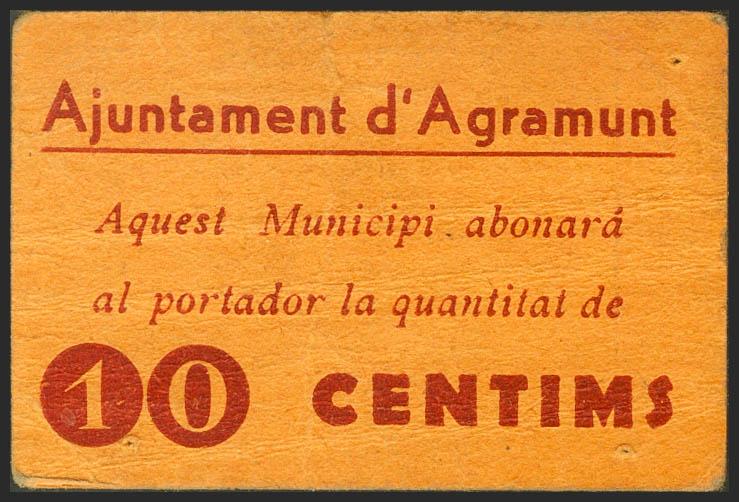 Ajuntament d'Agramunt
Aquest Municipi abonará
al portador la quantitat de
10 CENTIMS